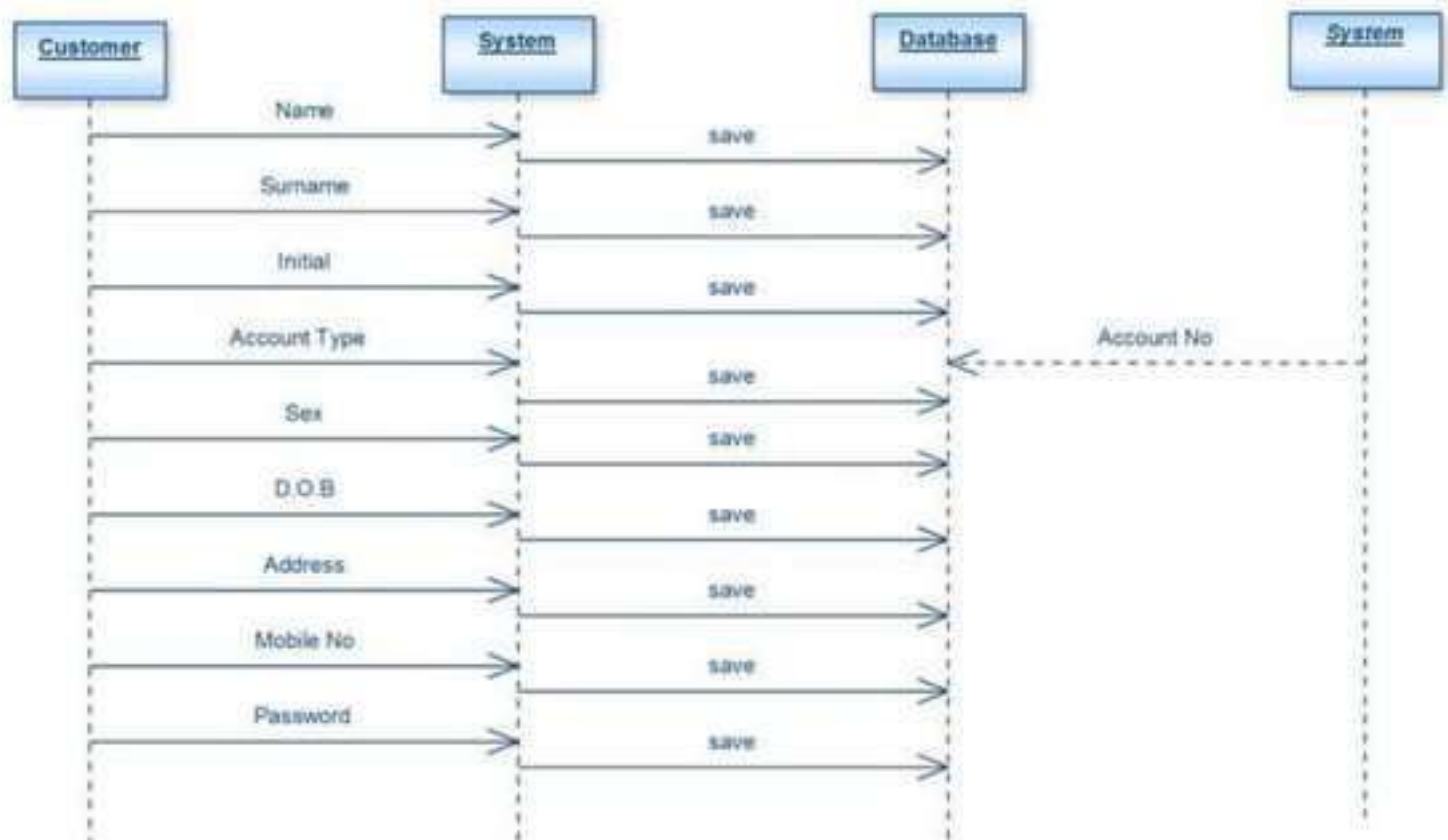 Customer
System
Database
System
Name
save
Surname
save
Initial
save
Account Type
Account No
save
Sex
save
D.O.B
save
Address
save
Mobile No
save
Password
save